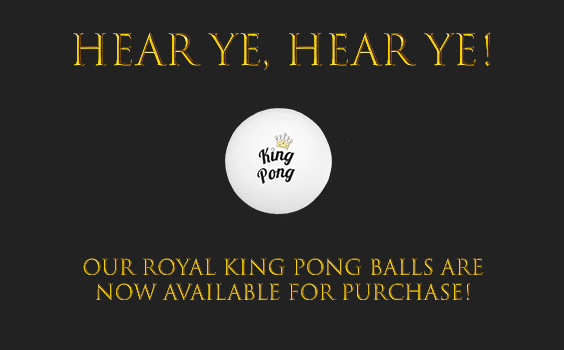 HEAR YE, HEAR YE!
King
Pong
OUR ROYAL KING PONG BALLS ARE
NOW AVAILABLE FOR PURCHASE!